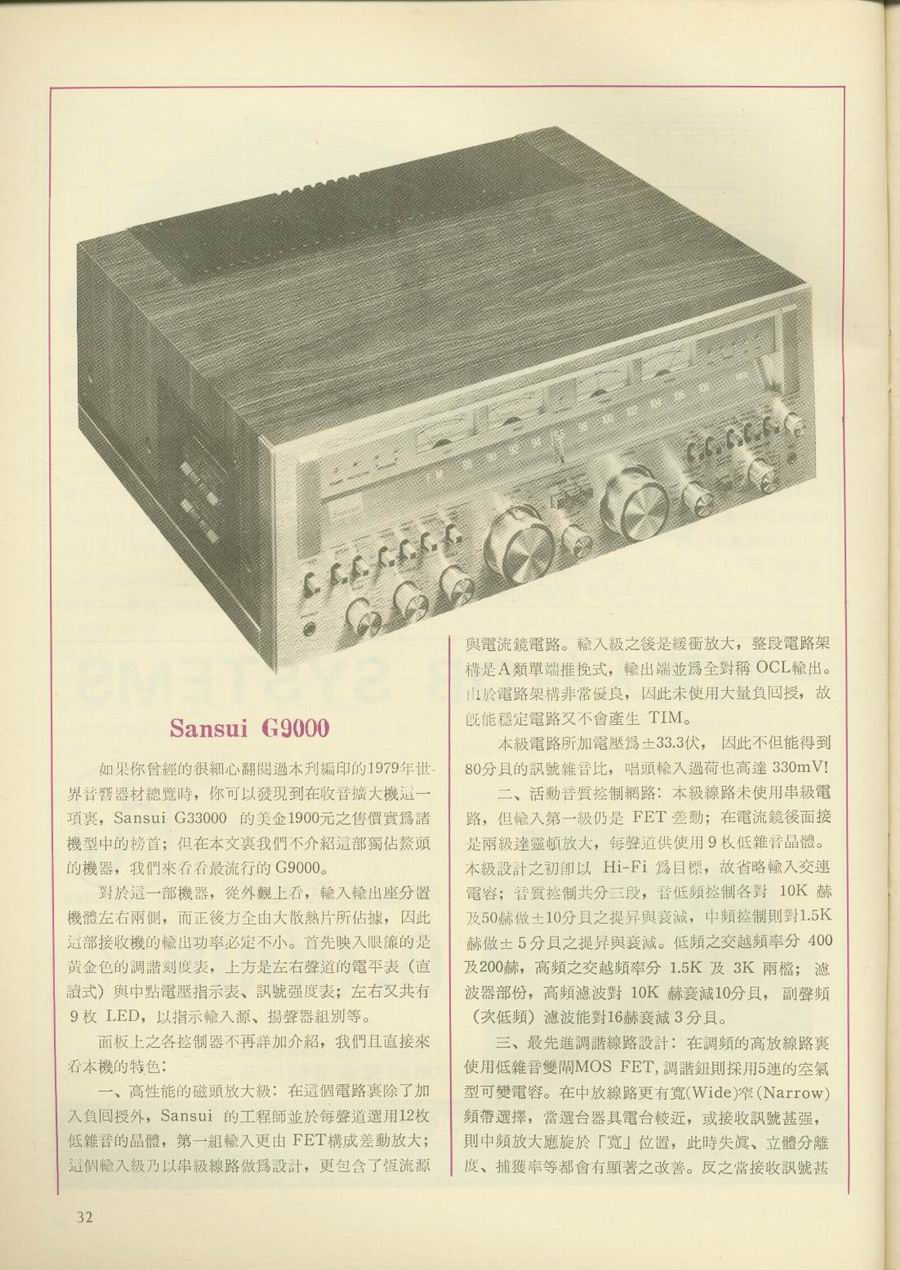 Sansui G9000
如果你曾經的很細心翻閱過本刋編印的1979年世
界音響器材總覽時，你可以發現到在收音擴大機這一
項裏，Sansui G33000 的美金1900元之售價實爲諸
機型中的榜首；但在本文裏我們不介紹這部獨佔鰲頭
的機器，我們來看看最流行的 G9000。
對於這一部機器，從外觀上看，輸入輸出座分置
機體左右兩側，而正後方全由大散熱片所佔據，因此
這部接收機的輸出功率必定不小。首先映入眼簾的是
黃金色的調諧刻度表，上方是左右聲道的電平表（直
讀式）與中點電壓指示表、訊號强度表；左右又共有
9 枚 LED，以指示輸入源、揚聲器組別等。
面板上之各控制器不再詳加介紹，我們且直接來
看本機的特色：
一、高性能的磁頭放大級：在這個電路裏除了加
入負囘授外，Sansui 的工程師並於每聲道選用12枚
低雜音的晶體，第一組輸入更由 FET構成差動放大；
這個輸入級乃以串級線路做爲設計，更包含了恆流源
與電流鏡電路。輸入級之後是緩衝放大，整段電路架
構是A類單端推挽式，輸出端並爲全對稱 OCL輸出。
由於電路架構非常優良，因此未使用大量負囘授，故
旣能穩定電路又不會產生 TIM。
本級電路所加電壓爲±33.3伏， 因此不但能得到
80分貝的訊號雜音比，唱頭輸入過荷也高達 330mV!
二、活動音質控制網路：本級線路未使用串級電
路，但輸入第一級仍是 FET 差動；在電流鏡後面接
是兩級達靈頓放大，每聲道供使用 9 枚低雜音晶體。
本級設計之初卽以 Hi-Fi 爲目標，故省略輸入交連
電容；音質控制共分三段，音低頻控制各對 10K 赫
及50赫做±10分貝之提昇與衰減，中頻控制則對1.5K
赫做± 5 分貝之提昇與衰減。低頻之交越頻率分 400
及200赫，高頻之交越頻率分 1.5K 及 3K 兩檔； 濾
波器部份，高頻濾波對 10K 赫衰減10分貝， 副聲頻
（次低頻）濾波能對16赫衰減 3 分貝。
三、最先進調諧線路設計：在調頻的高放線路裏
使用低雜音雙閘MOS FET,調諧鈕則採用5連的空氣
型可變電容。在中放線路更有寬(Wide)窄(Narrow)
頻帶選擇，當選台器具電台較近，或接收訊號甚强，
則中頻放大應旋於「寬」位置，此時失眞、立體分離
度、捕獲率等都會有顯著之改善。反之當接收訊號甚
32